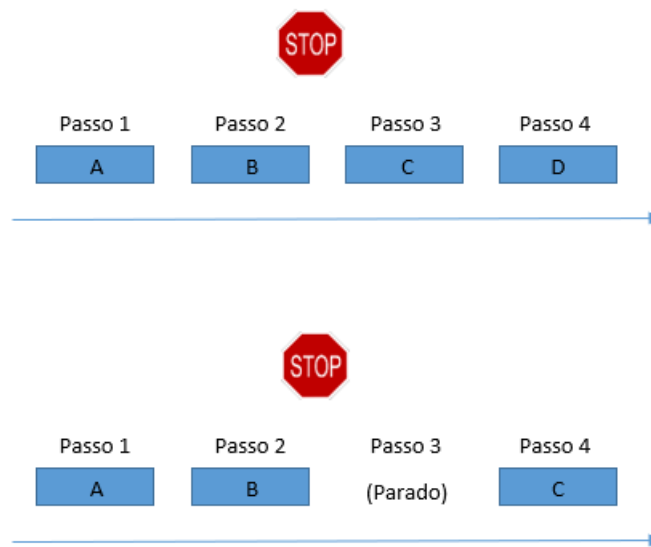 STOP
Passo 1 Passo 2 Passo 3 Passo 4
A B C D
STOP
Passo 1 Passo 2 Passo 3 Passo 4
A B (Parado) C